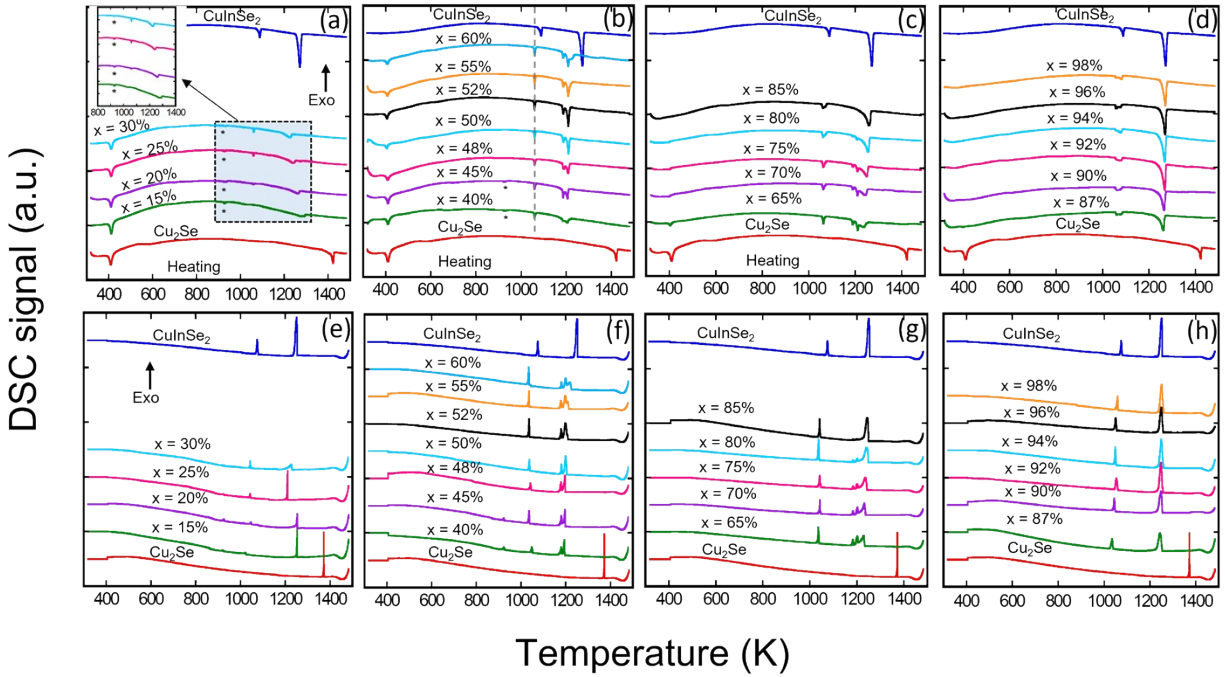 CuInSe2 (a)
* * * *
800 1000 1200 1400
Exo
x = 30%
x = 25%
x = 20%
x = 15%
* * * *
Cu2Se
Heating
400 600 800 1000 1200 1400
CuInSe2 (b)
x = 60%
x = 55%
x = 52%
x = 50%
x = 48%
x = 45%
*
x = 40%
*
Cu2Se
Heating
400 600 800 1000 1200 1400
CuInSe2 (c)
x = 85%
x = 80%
x = 75%
x = 70%
x = 65%
Cu2Se
Heating
400 600 800 1000 1200 1400
CuInSe2 (d)
x = 98%
x = 96%
x = 94%
x = 92%
x = 90%
x = 87%
Cu2Se
Heating
400 600 800 1000 1200 1400
DSC signal (a.u.)
CuInSe2 (e)
Exo
x = 30%
x = 25%
x = 20%
x = 15%
Cu2Se
400 600 800 1000 1200 1400
CuInSe2 (f)
x = 60%
x = 55%
x = 52%
x = 50%
x = 48%
x = 45%
x = 40%
Cu2Se
400 600 800 1000 1200 1400
CuInSe2 (g)
x = 85%
x = 80%
x = 75%
x = 70%
x = 65%
Cu2Se
400 600 800 1000 1200 1400
CuInSe2 (h)
x = 98%
x = 96%
x = 94%
x = 92%
x = 90%
x = 87%
Cu2Se
400 600 800 1000 1200 1400
Temperature (K)